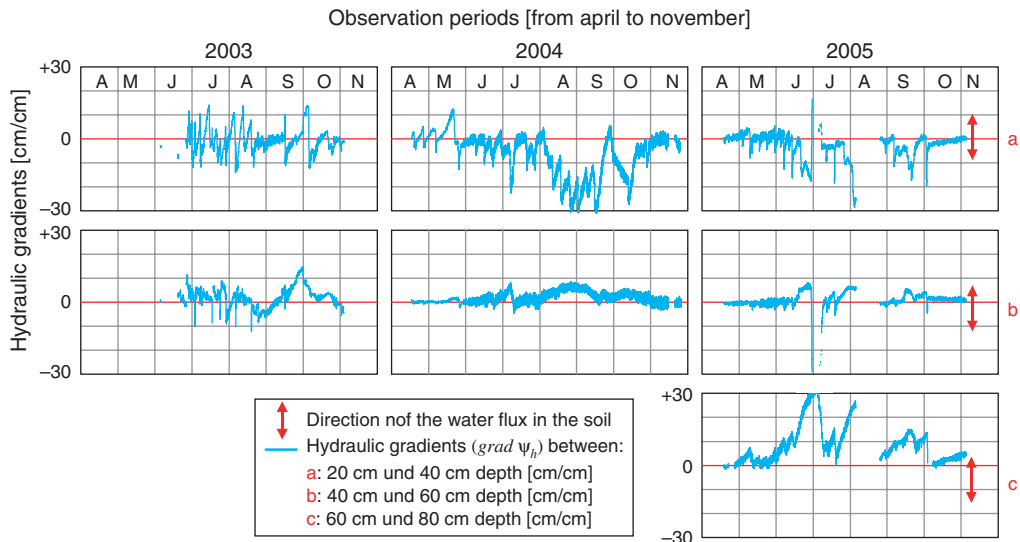 Observation periods [from april to november]
2003 2004 2005
Hydraulic gradients [cm/cm]
+30
0
–30
A M J J A S O N
A M J J A S O N
A M J J A S O N
a
+30
0
–30
b
+30
0
–30
c
Direction nof the water flux in the soil
Hydraulic gradients (grad ψh) between:
a: 20 cm und 40 cm depth [cm/cm]
b: 40 cm und 60 cm depth [cm/cm]
c: 60 cm und 80 cm depth [cm/cm]